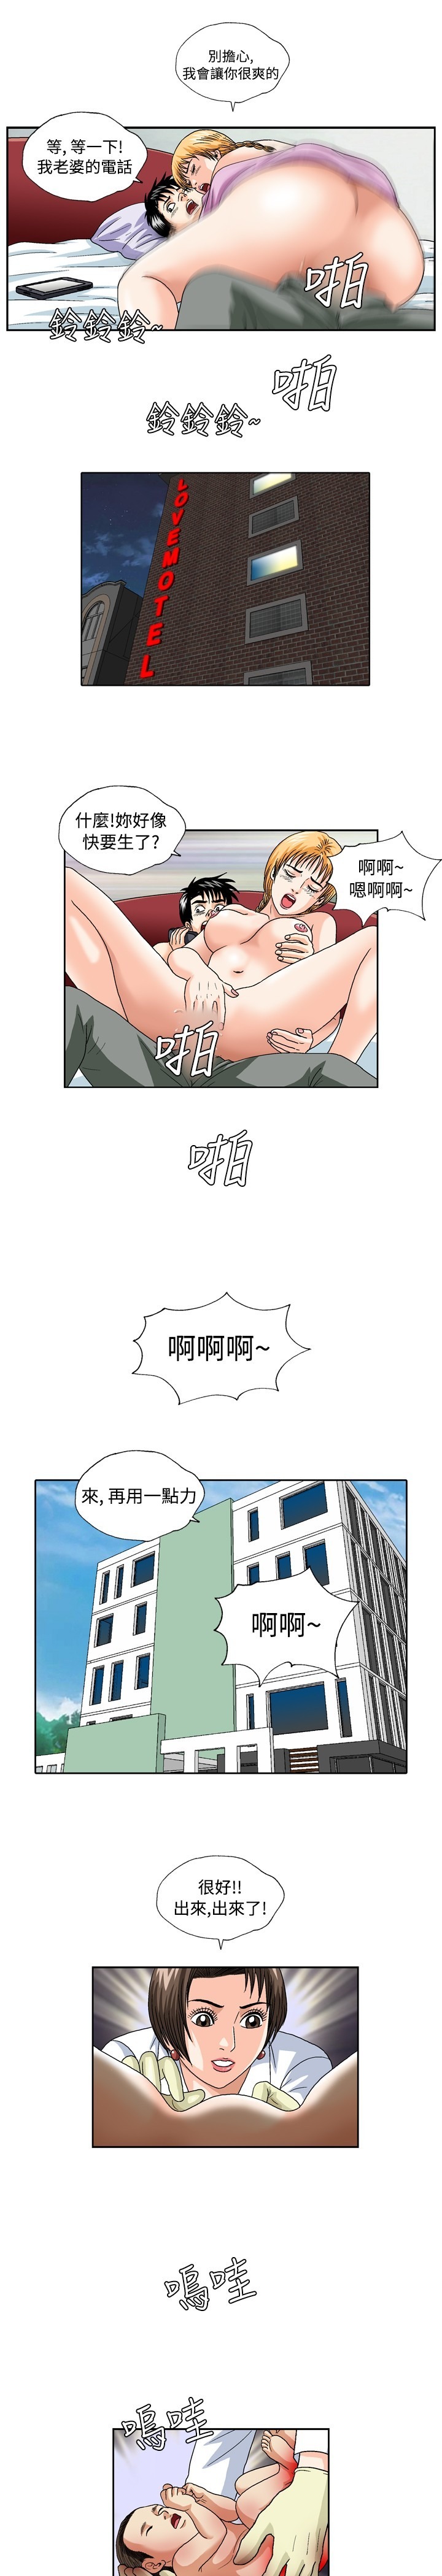 別擔心,
我會讓你很爽的
等, 等一下!
我老婆的電話
啪
鈴鈴鈴~
啪
鈴鈴鈴~
LOVEMOTEL
什麼!妳好像
快要生了?
啊啊~
嗯啊啊~
啪
啪
啊啊啊~
來, 再用一點力
啊啊~
很好!!
出來,出來了!
嗚哇
嗚哇